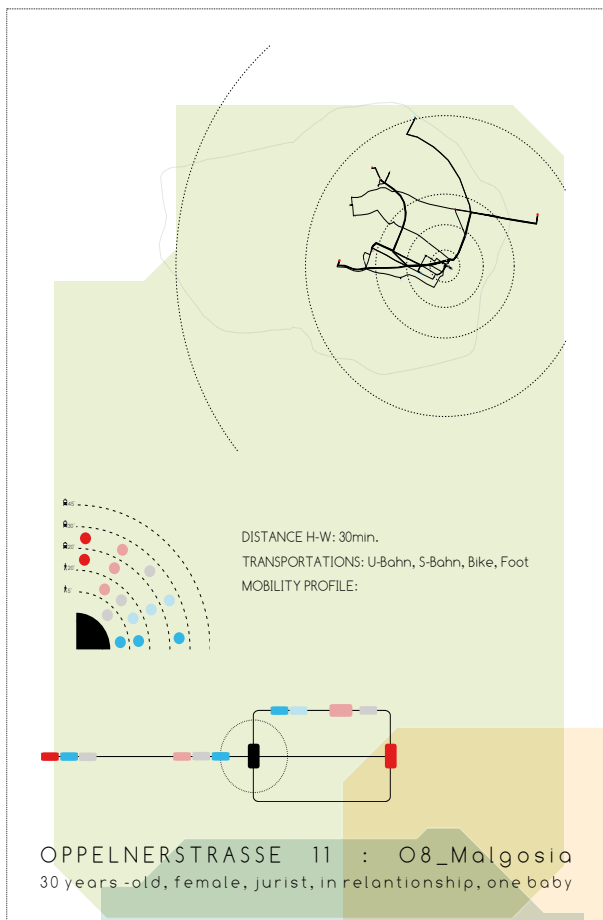 DISTANCE H-W: 30min.
TRANSPORTATIONS: U-Bahn, S-Bahn, Bike, Foot
MOBILITY PROFILE:
OPPELNERSTRASSE 11 : 08_Malgosia
30 years -old, female, jurist, in relantionship, one baby